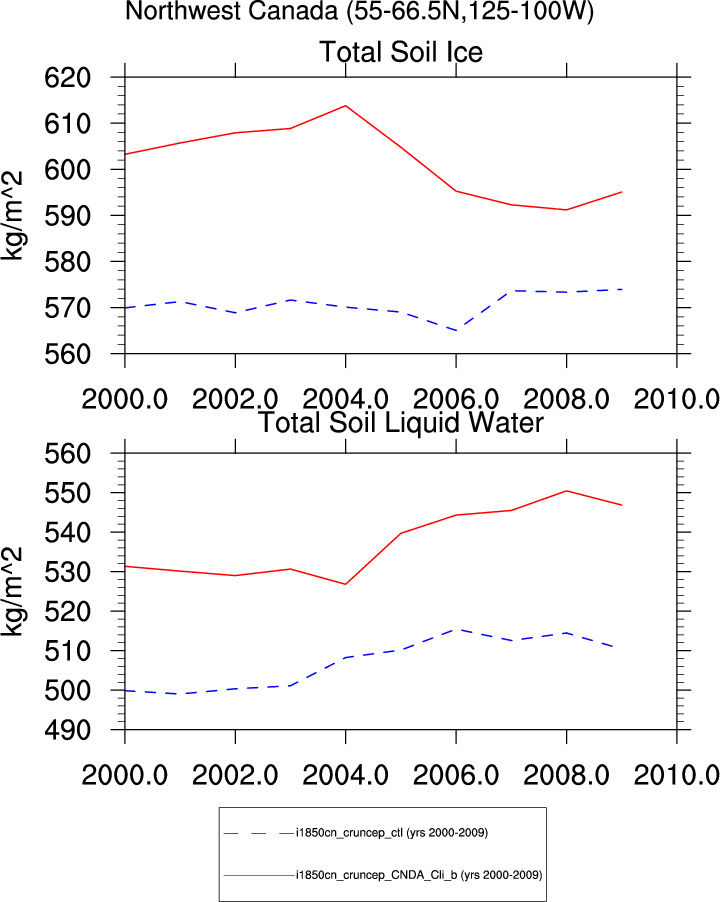 Northwest Canada (55-66.5N,125-100W)
Total Soil Ice
620
610
600
590
580
570
560
kg/m^2
2000.0 2002.0 2004.0 2006.0 2008.0 2010.0
Total Soil Liquid Water
560
550
540
530
520
510
500
490
kg/m^2
2000.0 2002.0 2004.0 2006.0 2008.0 2010.0
i1850cn_cruncep_ctl (yrs 2000-2009)
i1850cn_cruncep_CNDA_Cli_b (yrs 2000-2009)